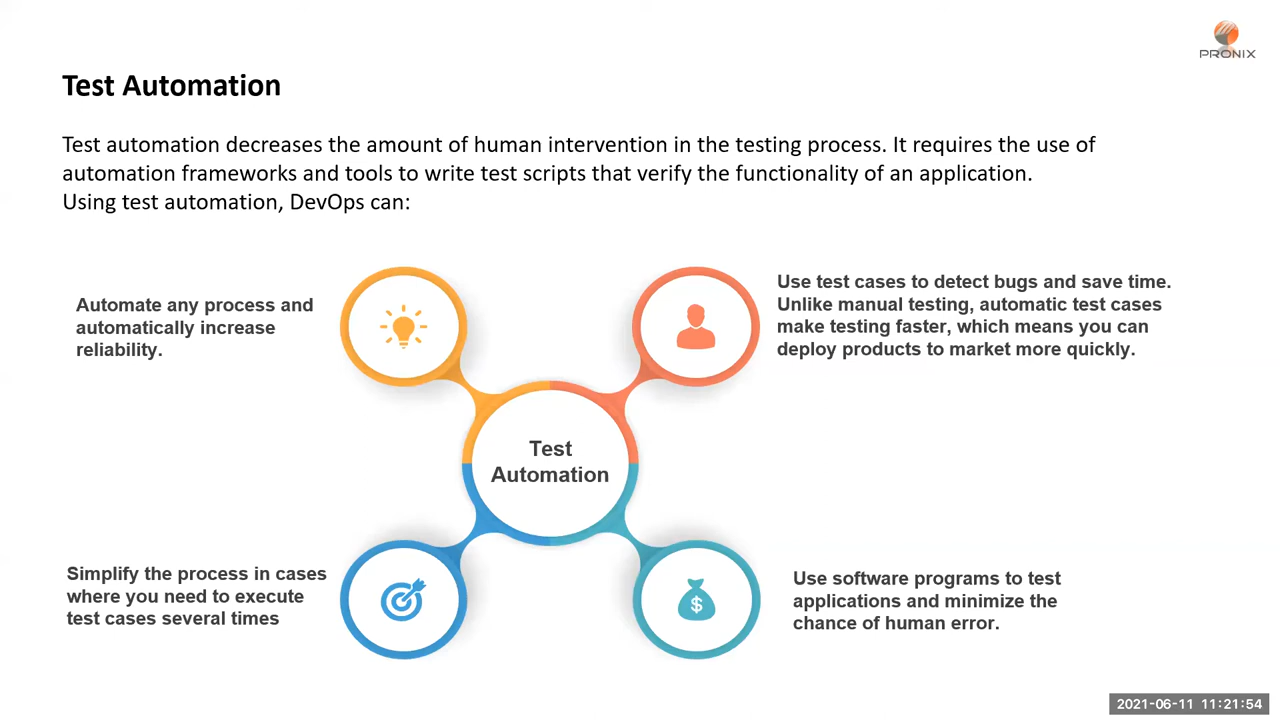 PRONIX
Test Automation
Test automation decreases the amount of human intervention in the testing process. It requires the use of
automation frameworks and tools to write test scripts that verify the functionality of an application.
Using test automation, DevOps can:
Automate any process and
automatically increase
reliability.
Use test cases to detect bugs and save time.
Unlike manual testing, automatic test cases
make testing faster, which means you can
deploy products to market more quickly.
Test
Automation
Simplify the process in cases
where you need to execute
test cases several times
$
Use software programs to test
applications and minimize the
chance of human error.
2021-06-11 11:21:54